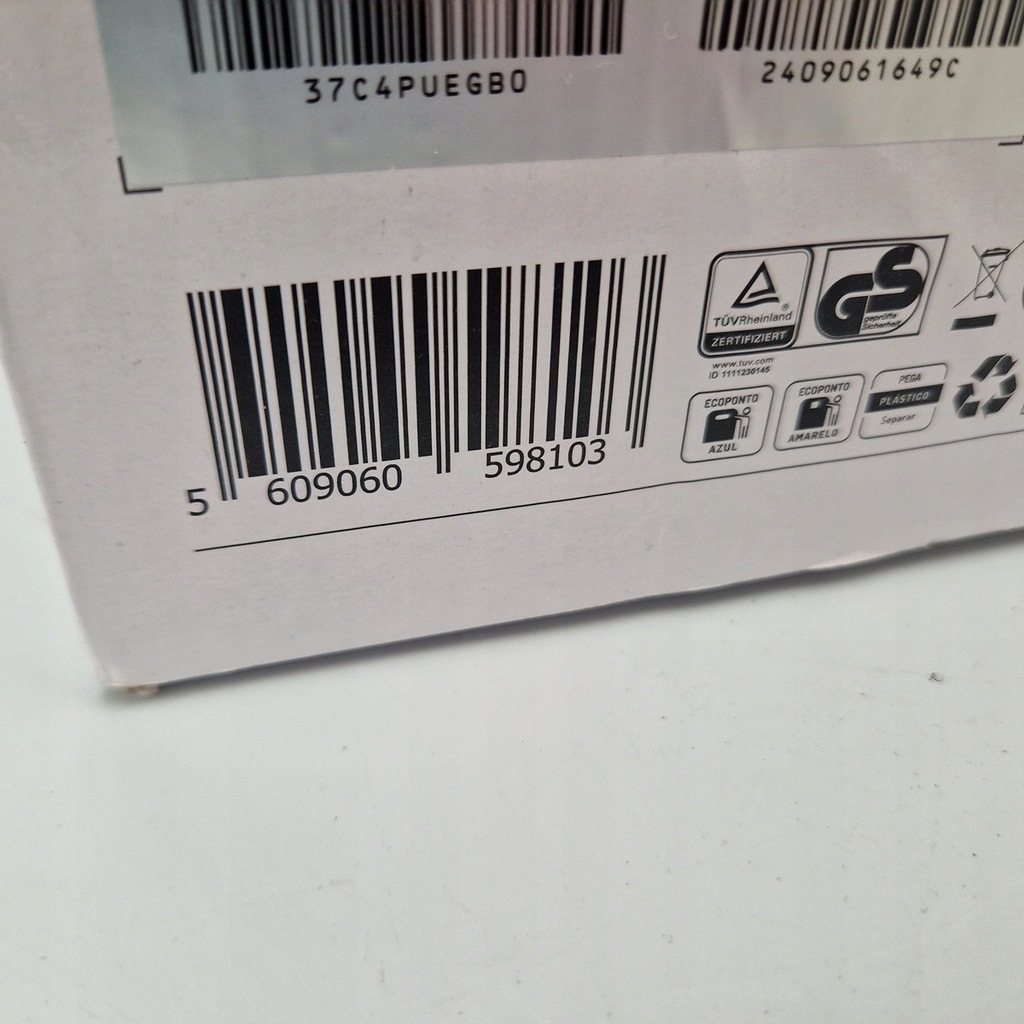 37C4PUEGB0
2409061649C
TÜVRheinland
®
ZERTIFIZIERT
GS
geprüfte
Sicherheit
www.tuv.com
ID 1111230145
ECOPONTO
AZUL
ECOPONTO
AMARELO
PEGA
PLÁSTICO
Separar
5 609060 598103